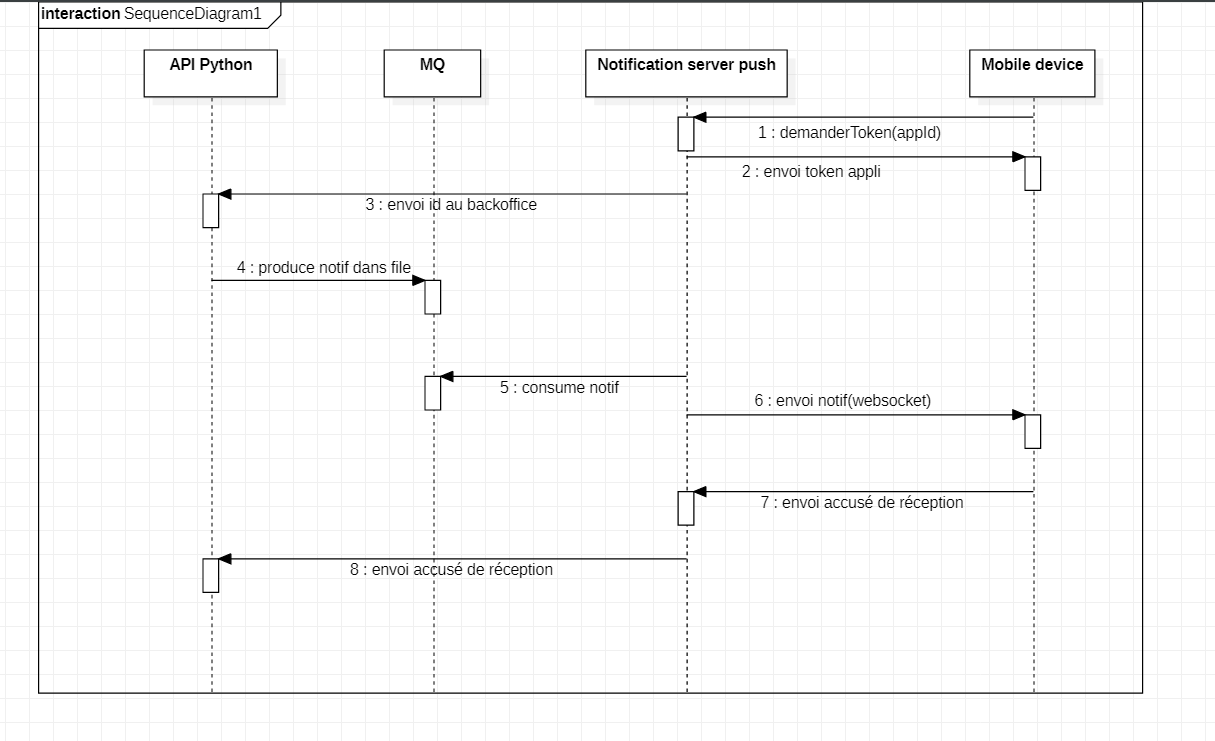 interaction SequenceDiagram1
API Python
MQ
Notification server push
Mobile device
1 : demanderToken(appId)
2 : envoi token appli
3 : envoi id au backoffice
4 : produce notif dans file
5 : consume notif
6 : envoi notif(websocket)
7 : envoi accusé de réception
8 : envoi accusé de réception